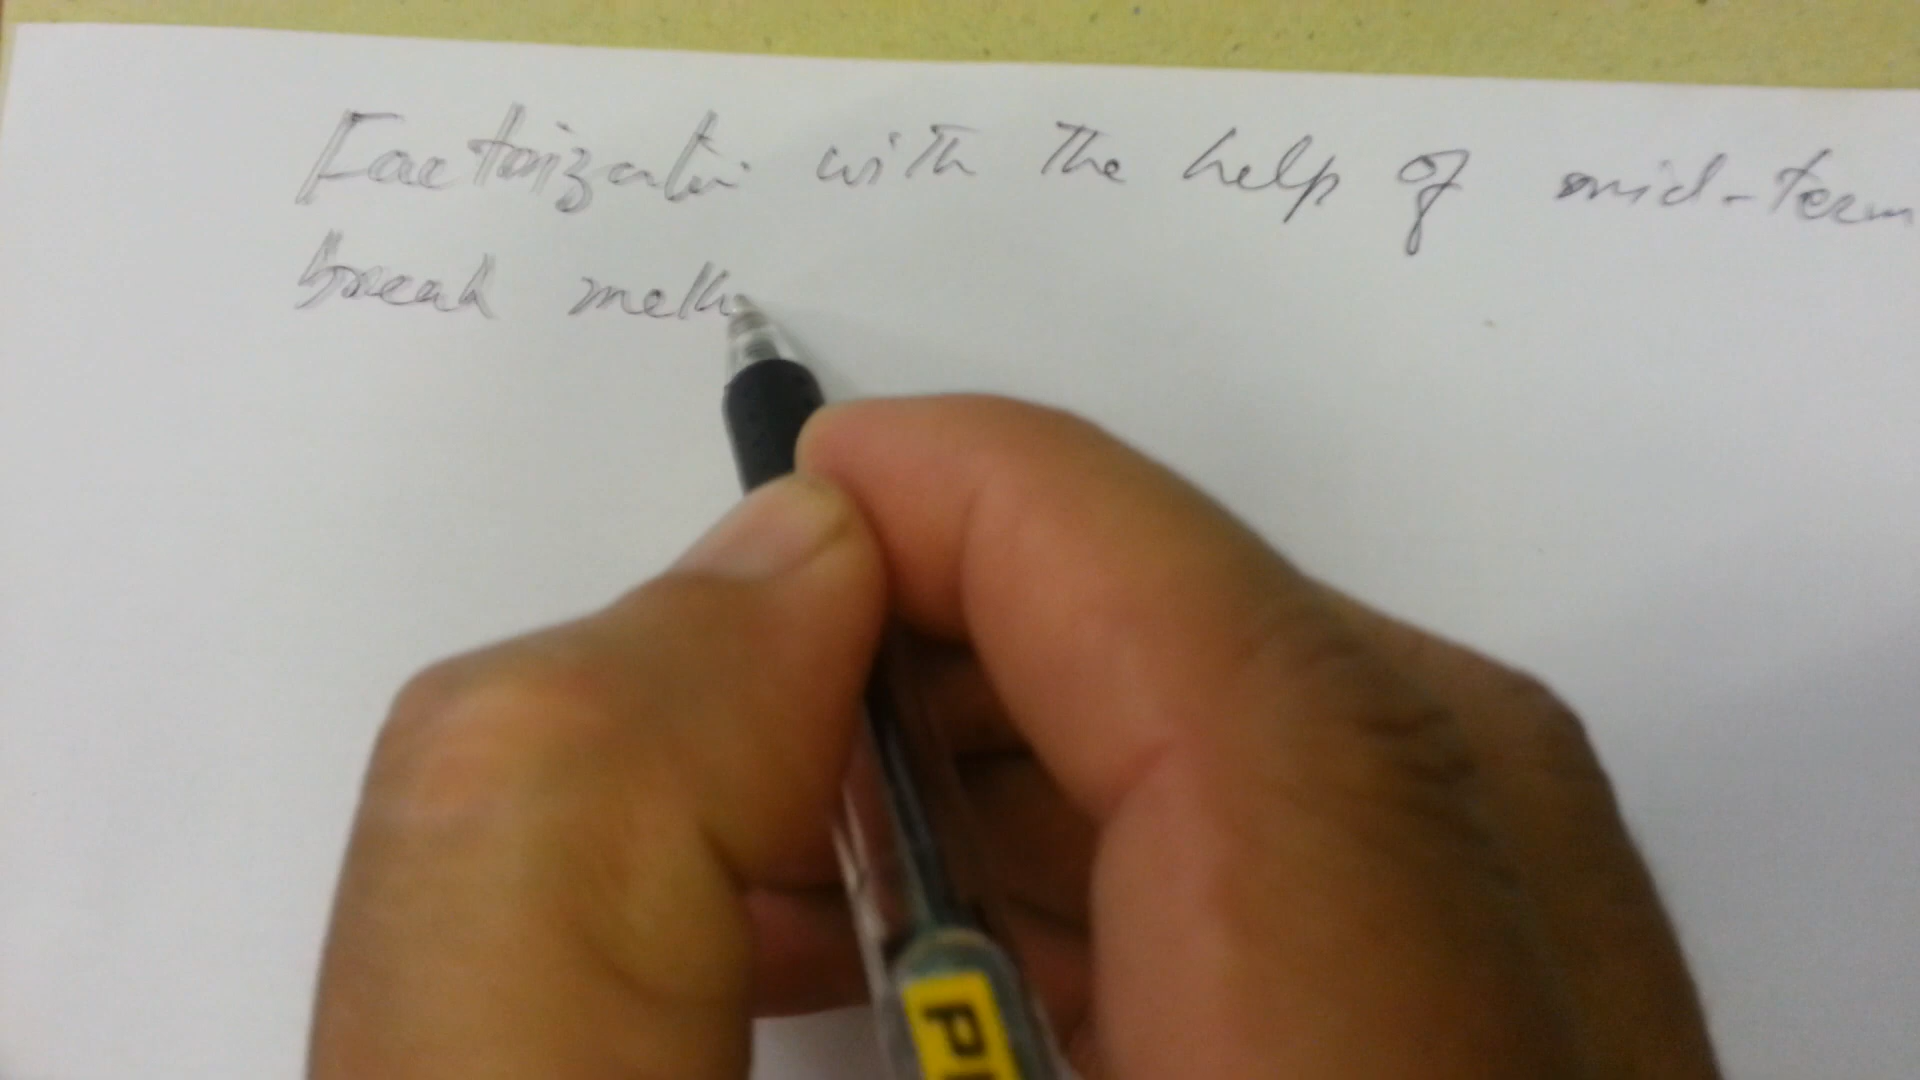 Factorization with the help of mid-term
break meth
P